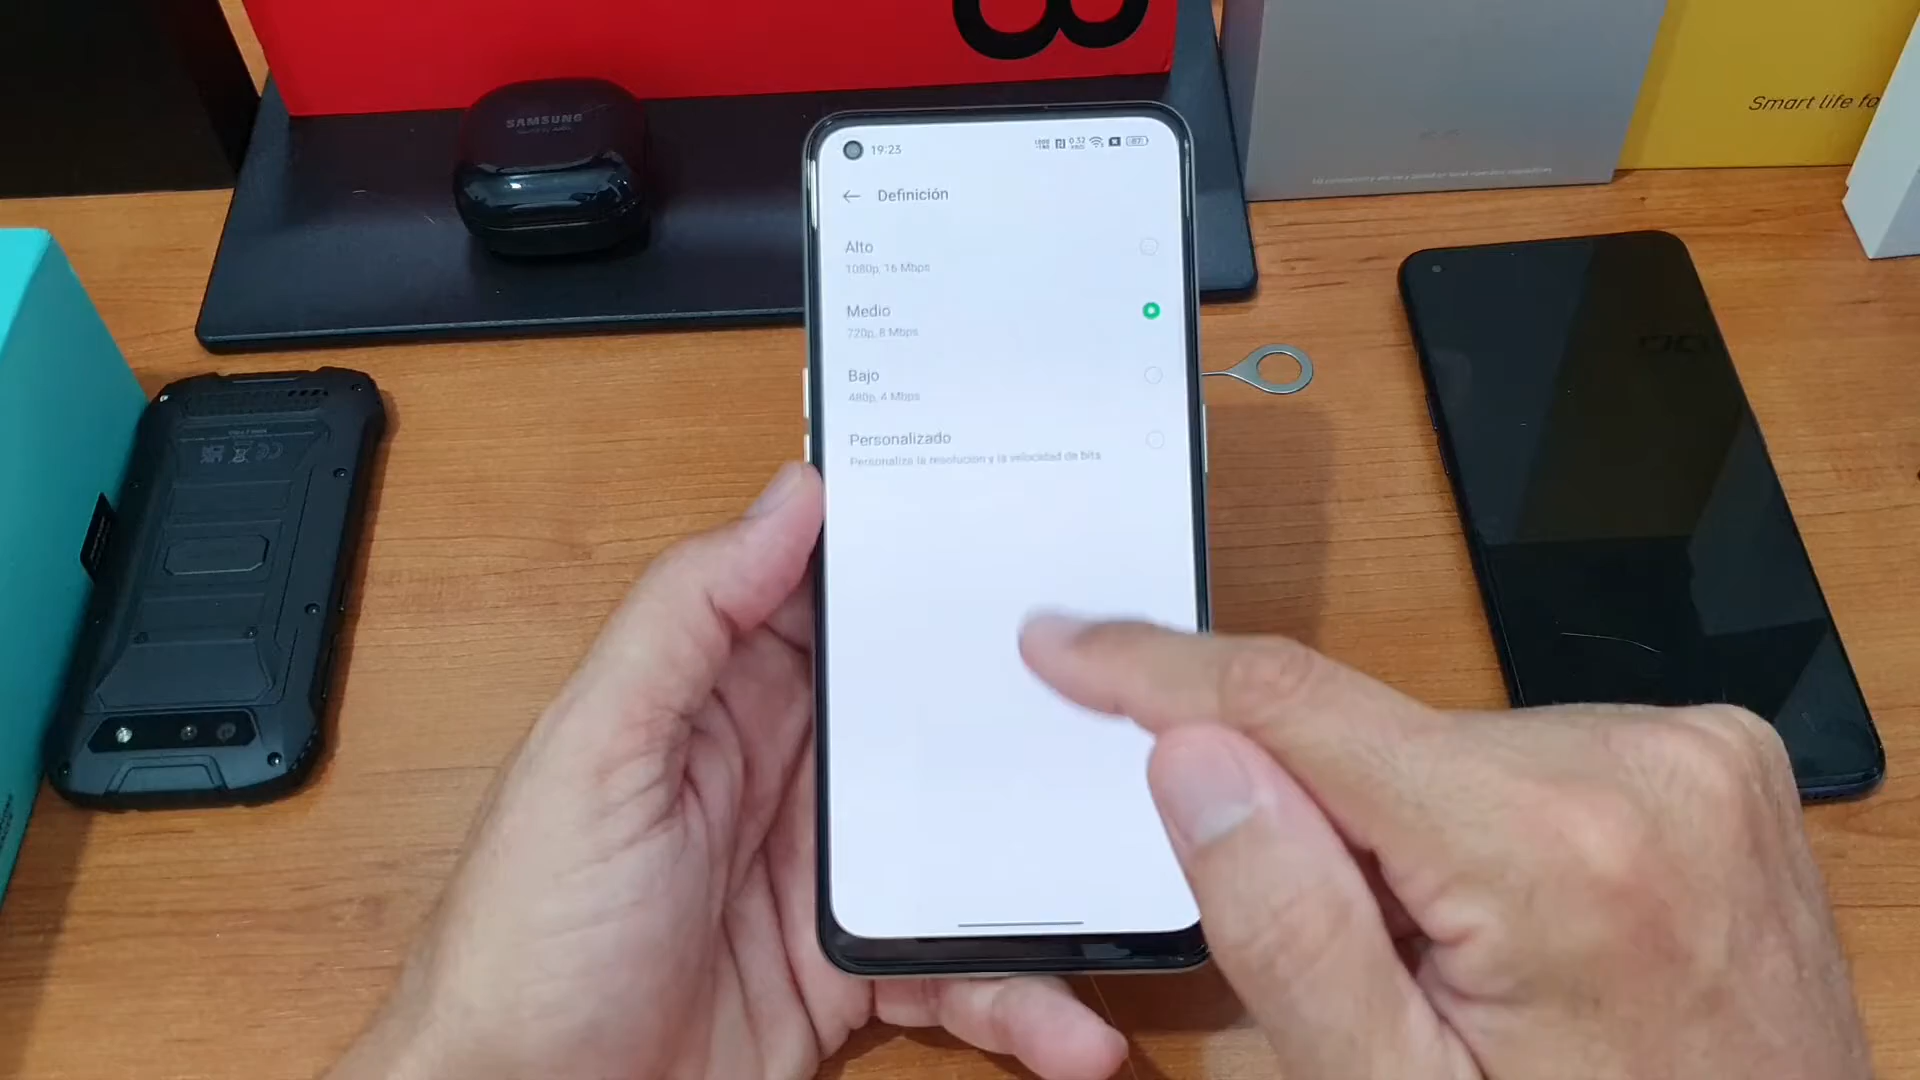 SAMSUNG
Smart life fo
19:23
Definición
Alto
1080p, 16 Mbps
Medio
720p, 8 Mbps
Bajo
480p, 4 Mbps
Personalizado
Personaliza la resolución y la velocidad de bits